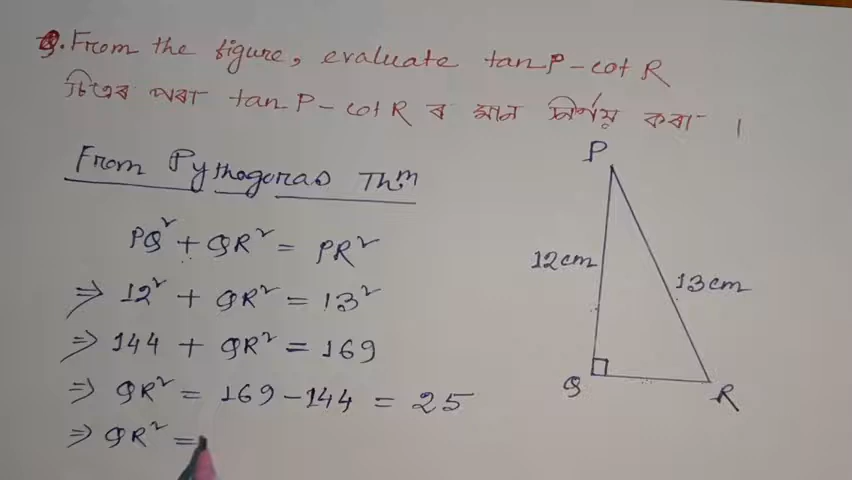 Q. From the figure, evaluate tan P - cot R
চিত্ৰৰ পৰা tan P - cot R ৰ মান নিৰ্ণয় কৰা ।
From Pythagoras Thm
PQ² + QR² = PR²
⇒ 12² + QR² = 13²
⇒ 144 + QR² = 169
⇒ QR² = 169 - 144 = 25
⇒ QR² =
P
12cm
13cm
Q
R